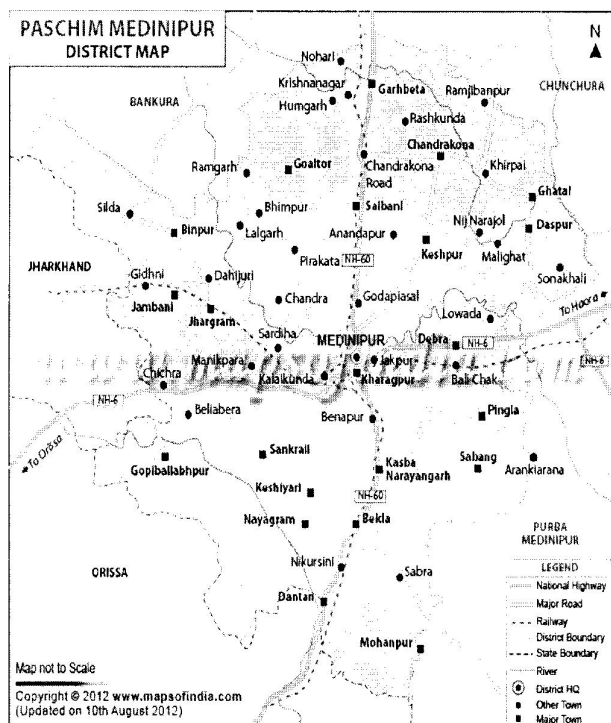 PASCHIM MEDINIPUR
DISTRICT MAP
N
Nohari
Krishnanagar
Garhbeta
Ramjibanpur
CHUNCHURA
BANKURA
Humgarh
Rashkunda
Chandrakona
Ramgarh
Goaltor
Chandrakona
Road
Khirpai
Ghatal
Silda
Bhimpur
Salbani
Binpur
Lalgarh
Anandapur
Nij Narajol
Daspur
Keshpur
Malighat
Pirakata
NH-60
JHARKHAND
Sonakhali
Gidhni
Dahijuri
Jambani
Chandra
Godapiasal
Jhargram
Lowada
To Haora
Sardiha
MEDINIPUR
Debra
NH-6
Manikpara
Jakpur
Chichra
Kalaikunda
Kharagpur
Bali Chak
NH-6
Beliabera
Benapur
Pingla
To Orissa
Sankrail
Gopiballabhpur
Kasba
Narayangarh
Sabang
Arankiarana
Keshiyari
NH-60
Nayagram
Bekla
PURBA
MEDINIPUR
ORISSA
Nikursini
Sabra
LEGEND
National Highway
Dantan
Major Road
Railway
District Boundary
State Boundary
Mohanpur
River
Map not to Scale
District HQ
Copyright © 2012 www.mapsofindia.com
Other Town
(Updated on 10th August 2012)
Major Town